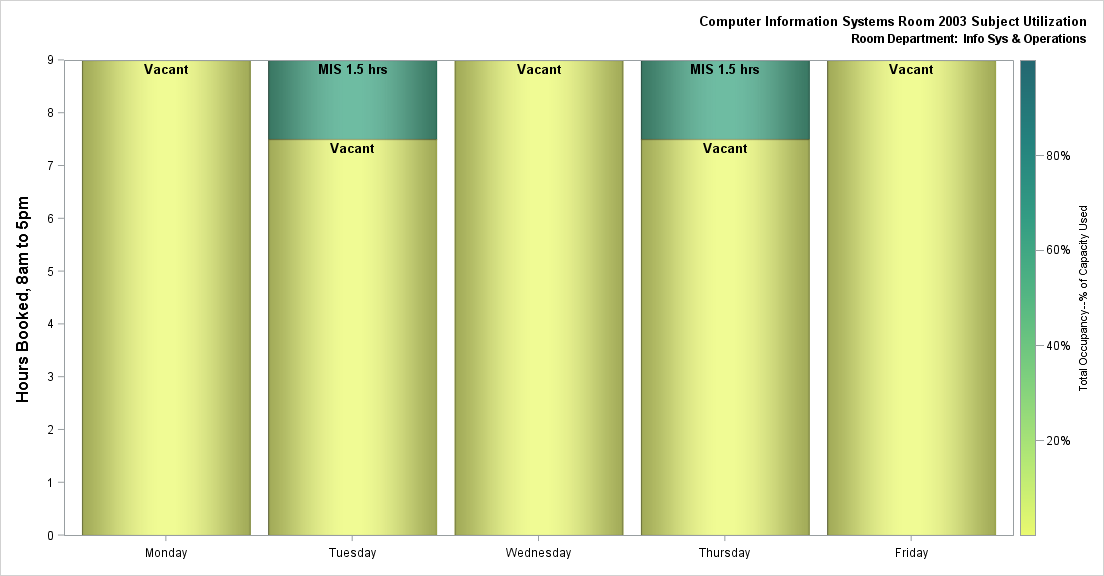 Computer Information Systems Room 2003 Subject Utilization
Room Department: Info Sys & Operations
Hours Booked, 8am to 5pm
9
8
7
6
5
4
3
2
1
0
Vacant
MIS 1.5 hrs
Vacant
Vacant
MIS 1.5 hrs
Vacant
Vacant
Monday
Tuesday
Wednesday
Thursday
Friday
80%
60%
40%
20%
Total Occupancy--% of Capacity Used